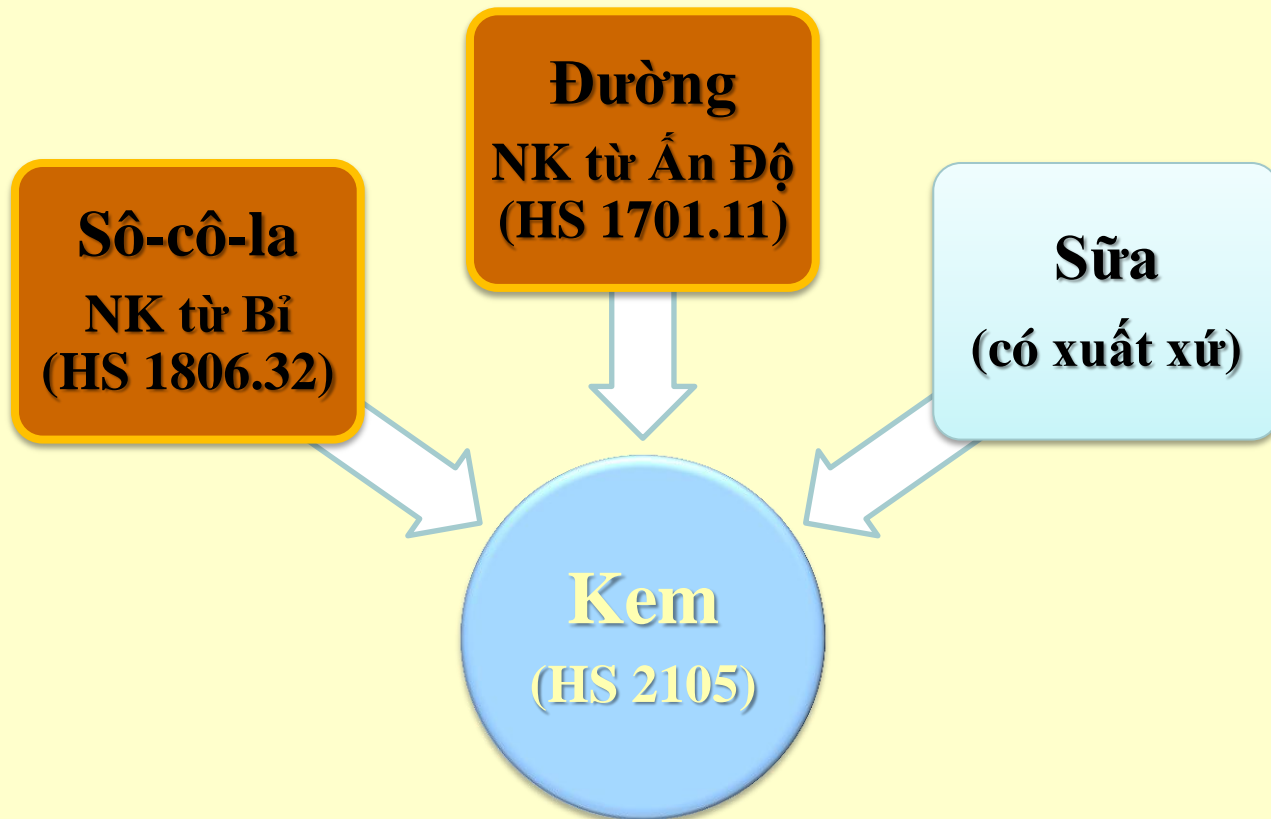 Sô-cô-la
NK từ Bỉ
(HS 1806.32)
Đường
NK từ Ấn Độ
(HS 1701.11)
Sữa
(có xuất xứ)
Kem
(HS 2105)